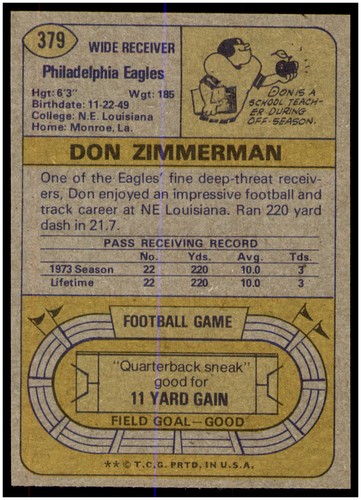 379
WIDE RECEIVER
Philadelphia Eagles
Hgt: 6'3" Wgt: 185
Birthdate: 11-22-49
College: N.E. Louisiana
Home: Monroe, La.
DON IS A
SCHOOL TEACH-
ER DURING
OFF-SEASON.
DON ZIMMERMAN
One of the Eagles' fine deep-threat receiv-
ers, Don enjoyed an impressive football and
track career at NE Louisiana. Ran 220 yard
dash in 21.7.
PASS RECEIVING RECORD
No. Yds. Avg. Tds.
1973 Season 22 220 10.0 3
Lifetime 22 220 10.0 3
FOOTBALL GAME
"Quarterback sneak"
good for
11 YARD GAIN
FIELD GOAL—GOOD
** © T.C.G. PRTD. IN U.S.A.